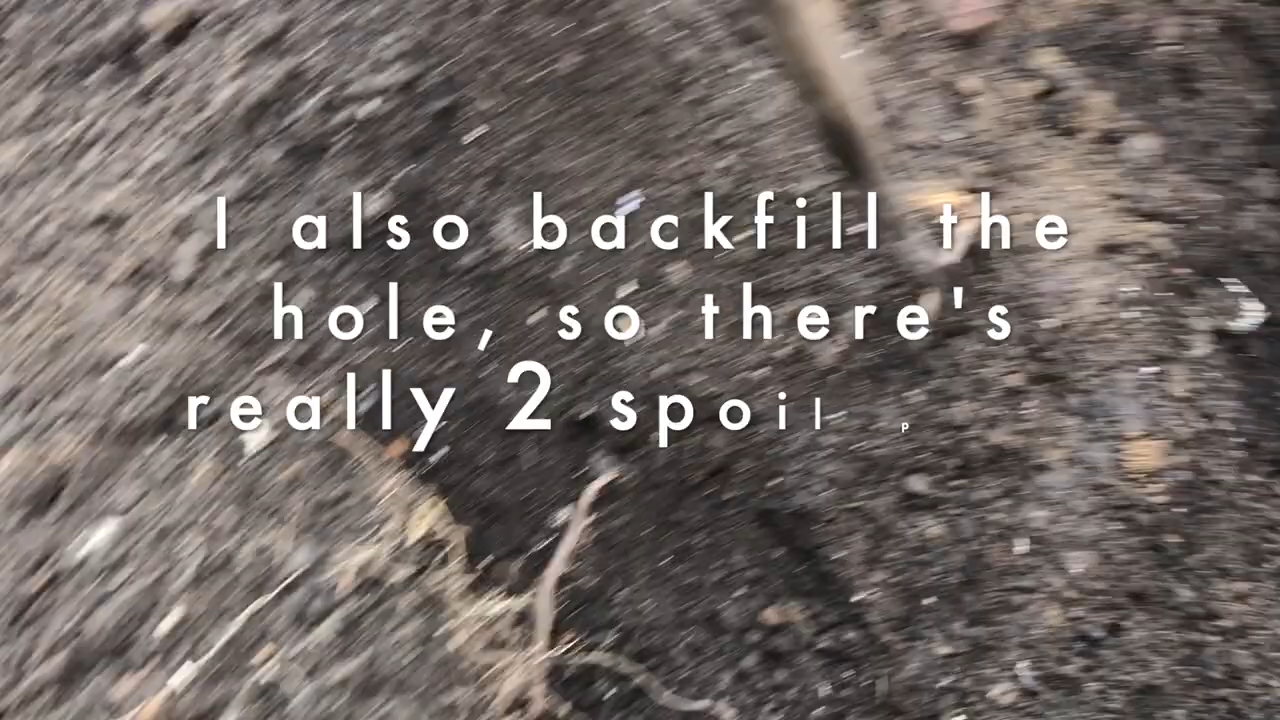 I also backfill the
hole, so there's
really 2 spoil p